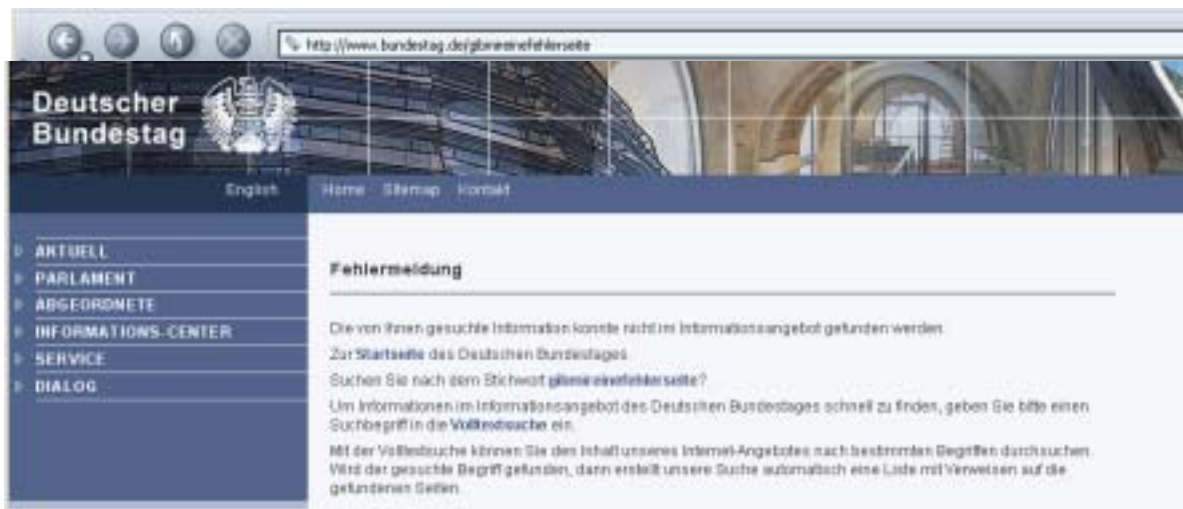 http://www.bundestag.de/gibmireinefehlerseite
Deutscher
Bundestag
English Home Sitemap Kontakt
AKTUELL
PARLAMENT
ABGEORDNETE
INFORMATIONS-CENTER
SERVICE
DIALOG
Fehlermeldung
Die von Ihnen gesuchte Information konnte nicht im Informationsangebot gefunden werden.
Zur Startseite des Deutschen Bundestages.
Suchen Sie nach dem Stichwort gibmireinefehlerseite?
Um Informationen im Informationsangebot des Deutschen Bundestages schnell zu finden, geben Sie bitte einen
Suchbegriff in die Volltextsuche ein.
Mit der Volltextsuche können Sie den Inhalt unseres Internet-Angebotes nach bestimmten Begriffen durchsuchen.
Wird der gesuchte Begriff gefunden, dann erstellt unsere Suche automatisch eine Liste mit Verweisen auf die
gefundenen Seiten.